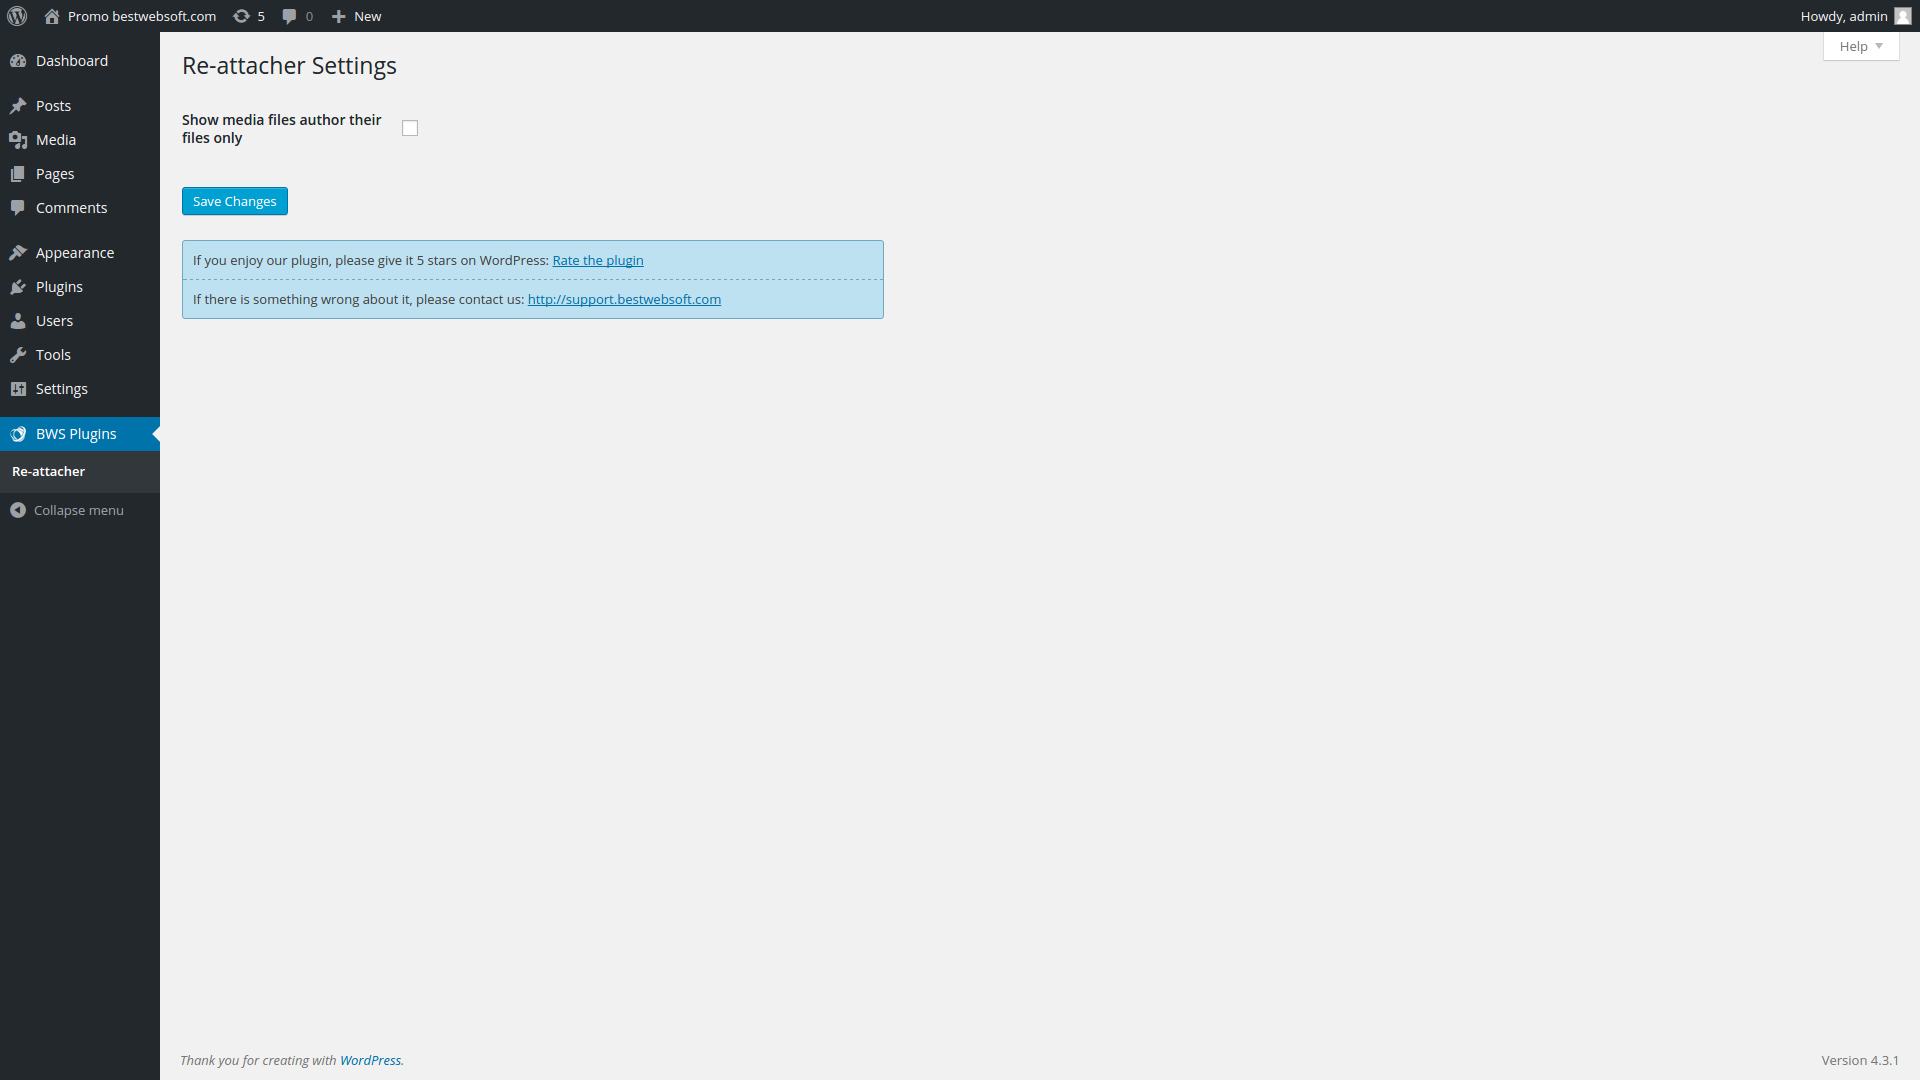 Promo bestwebsoft.com 5 0 New Howdy, admin
Help
Dashboard
Posts
Media
Pages
Comments
Appearance
Plugins
Users
Tools
Settings
BWS Plugins
Re-attacher
Collapse menu
Re-attacher Settings
Show media files author their
files only
Save Changes
If you enjoy our plugin, please give it 5 stars on WordPress: Rate the plugin
If there is something wrong about it, please contact us: http://support.bestwebsoft.com
Thank you for creating with WordPress. Version 4.3.1